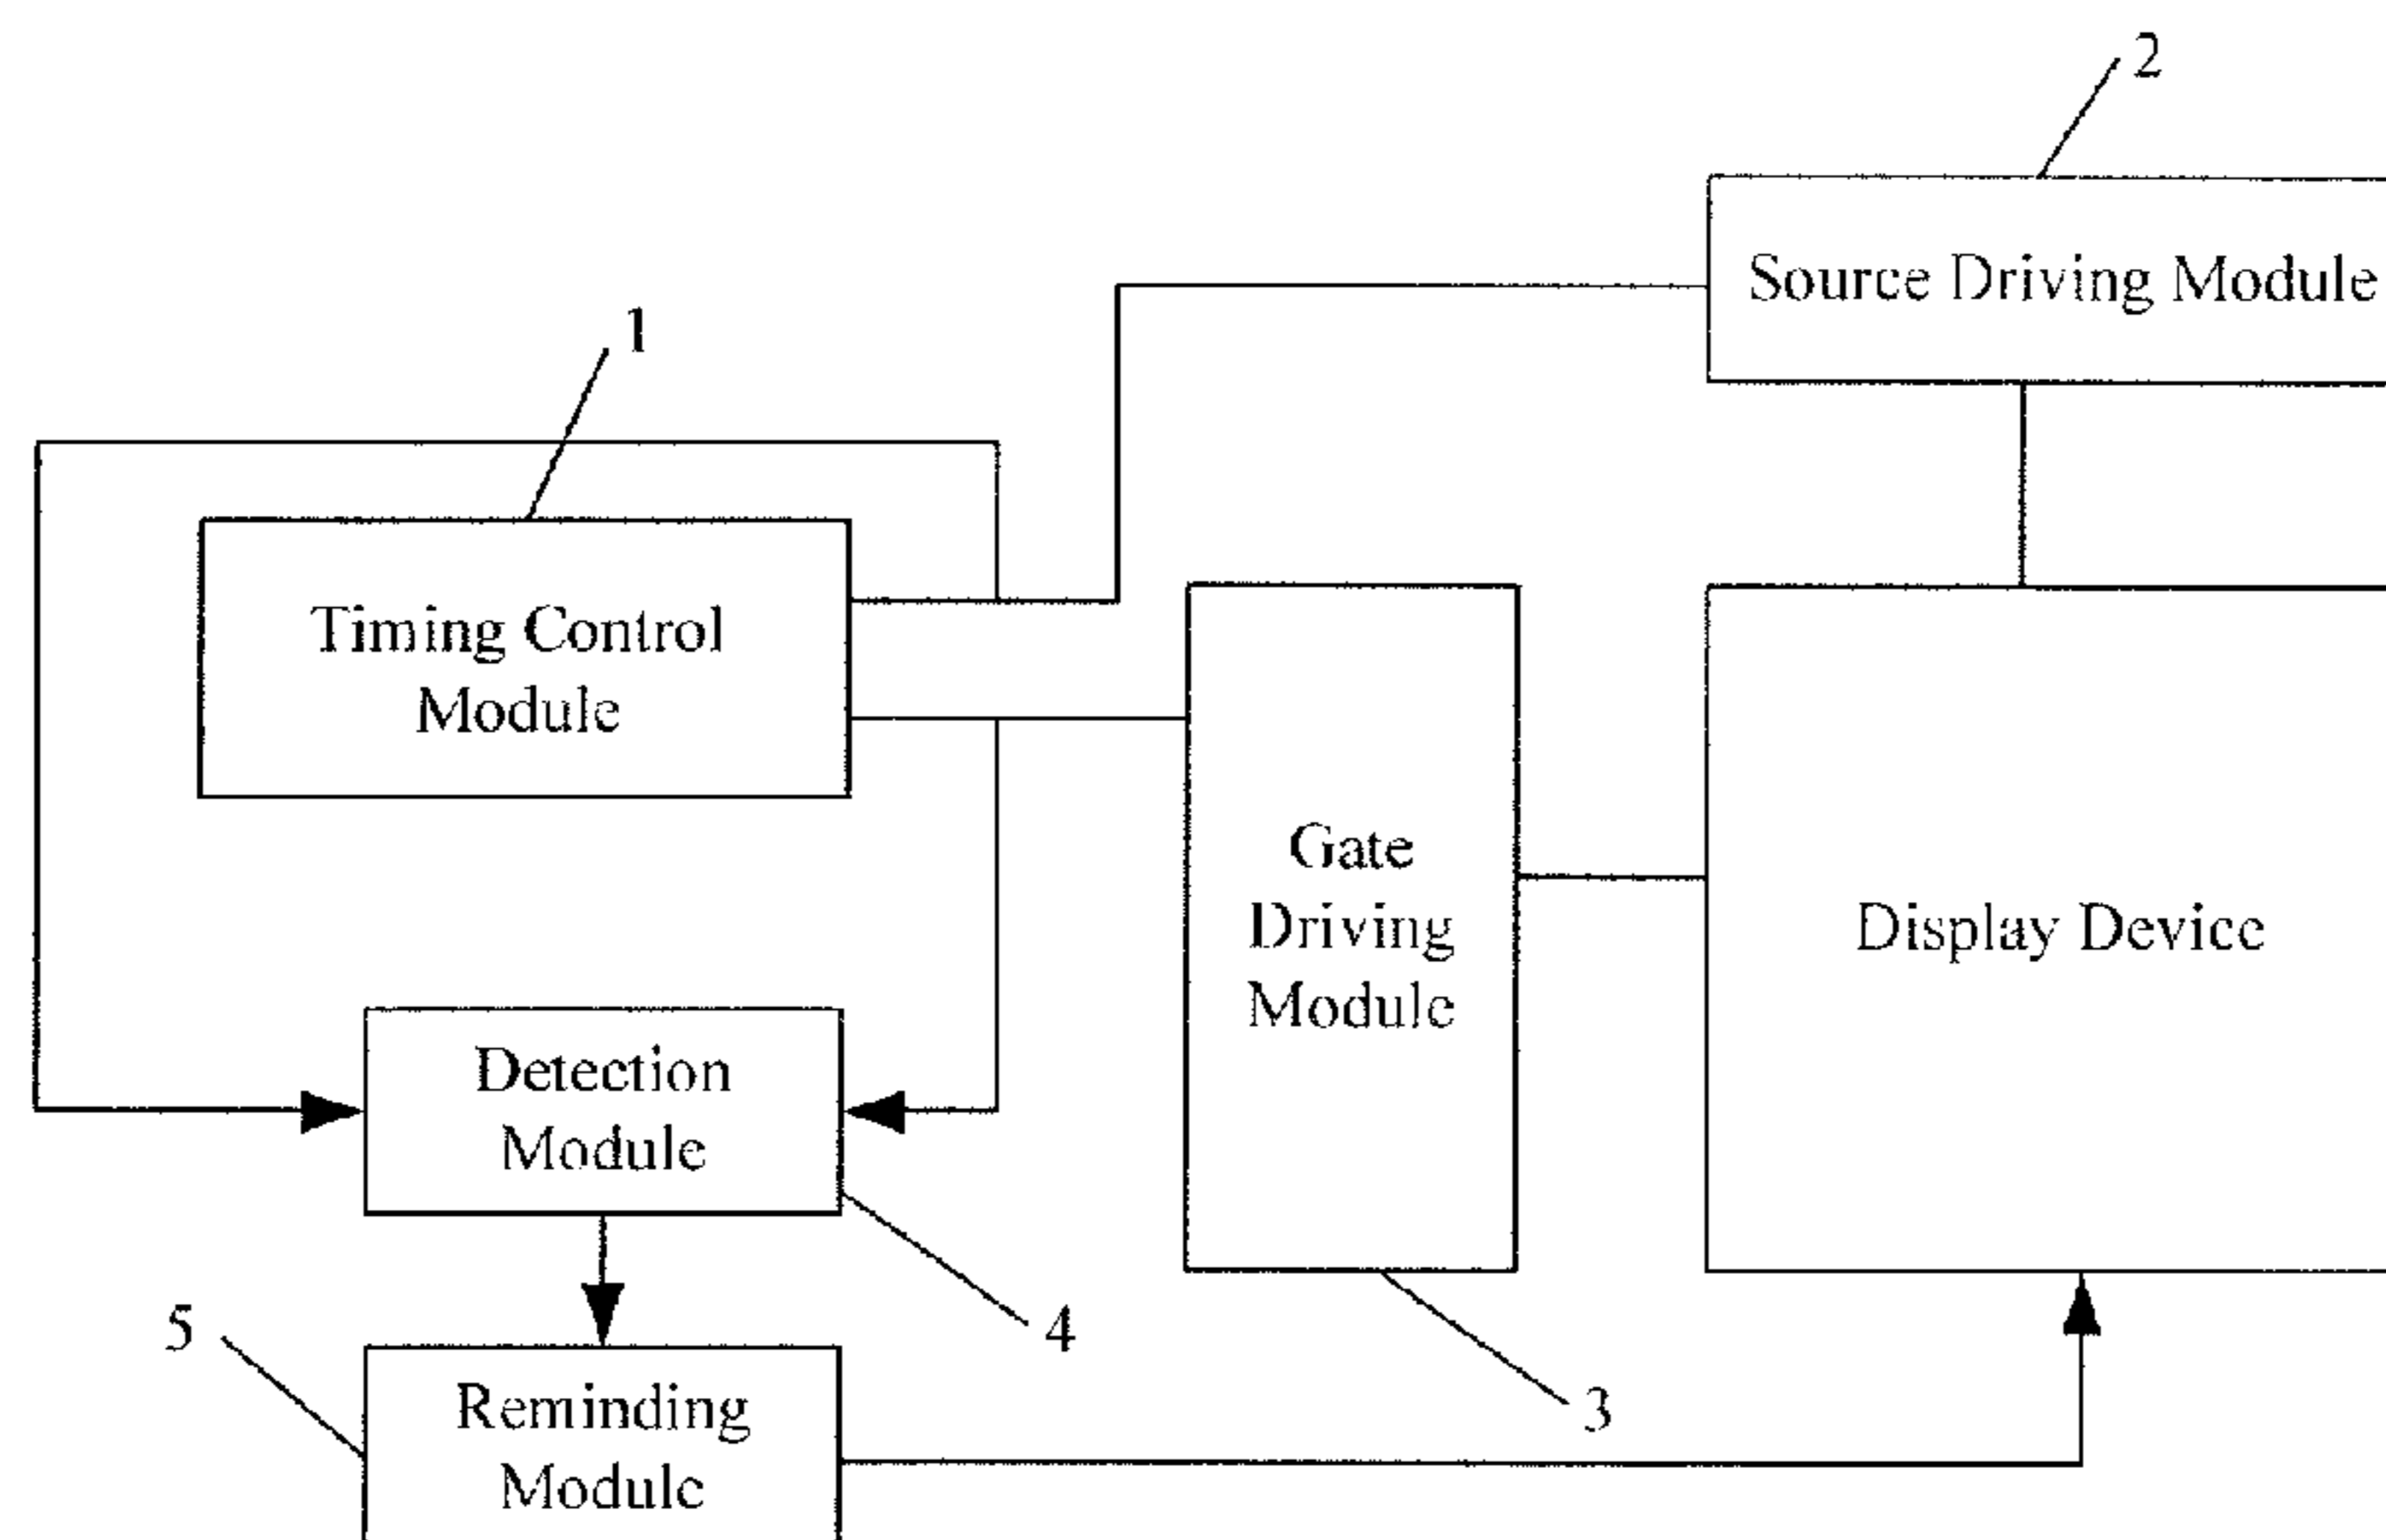 2
Source Driving Module
1
Timing Control
Module
Gate
Driving
Module
Display Device
Detection
Module
4
5
3
Reminding
Module